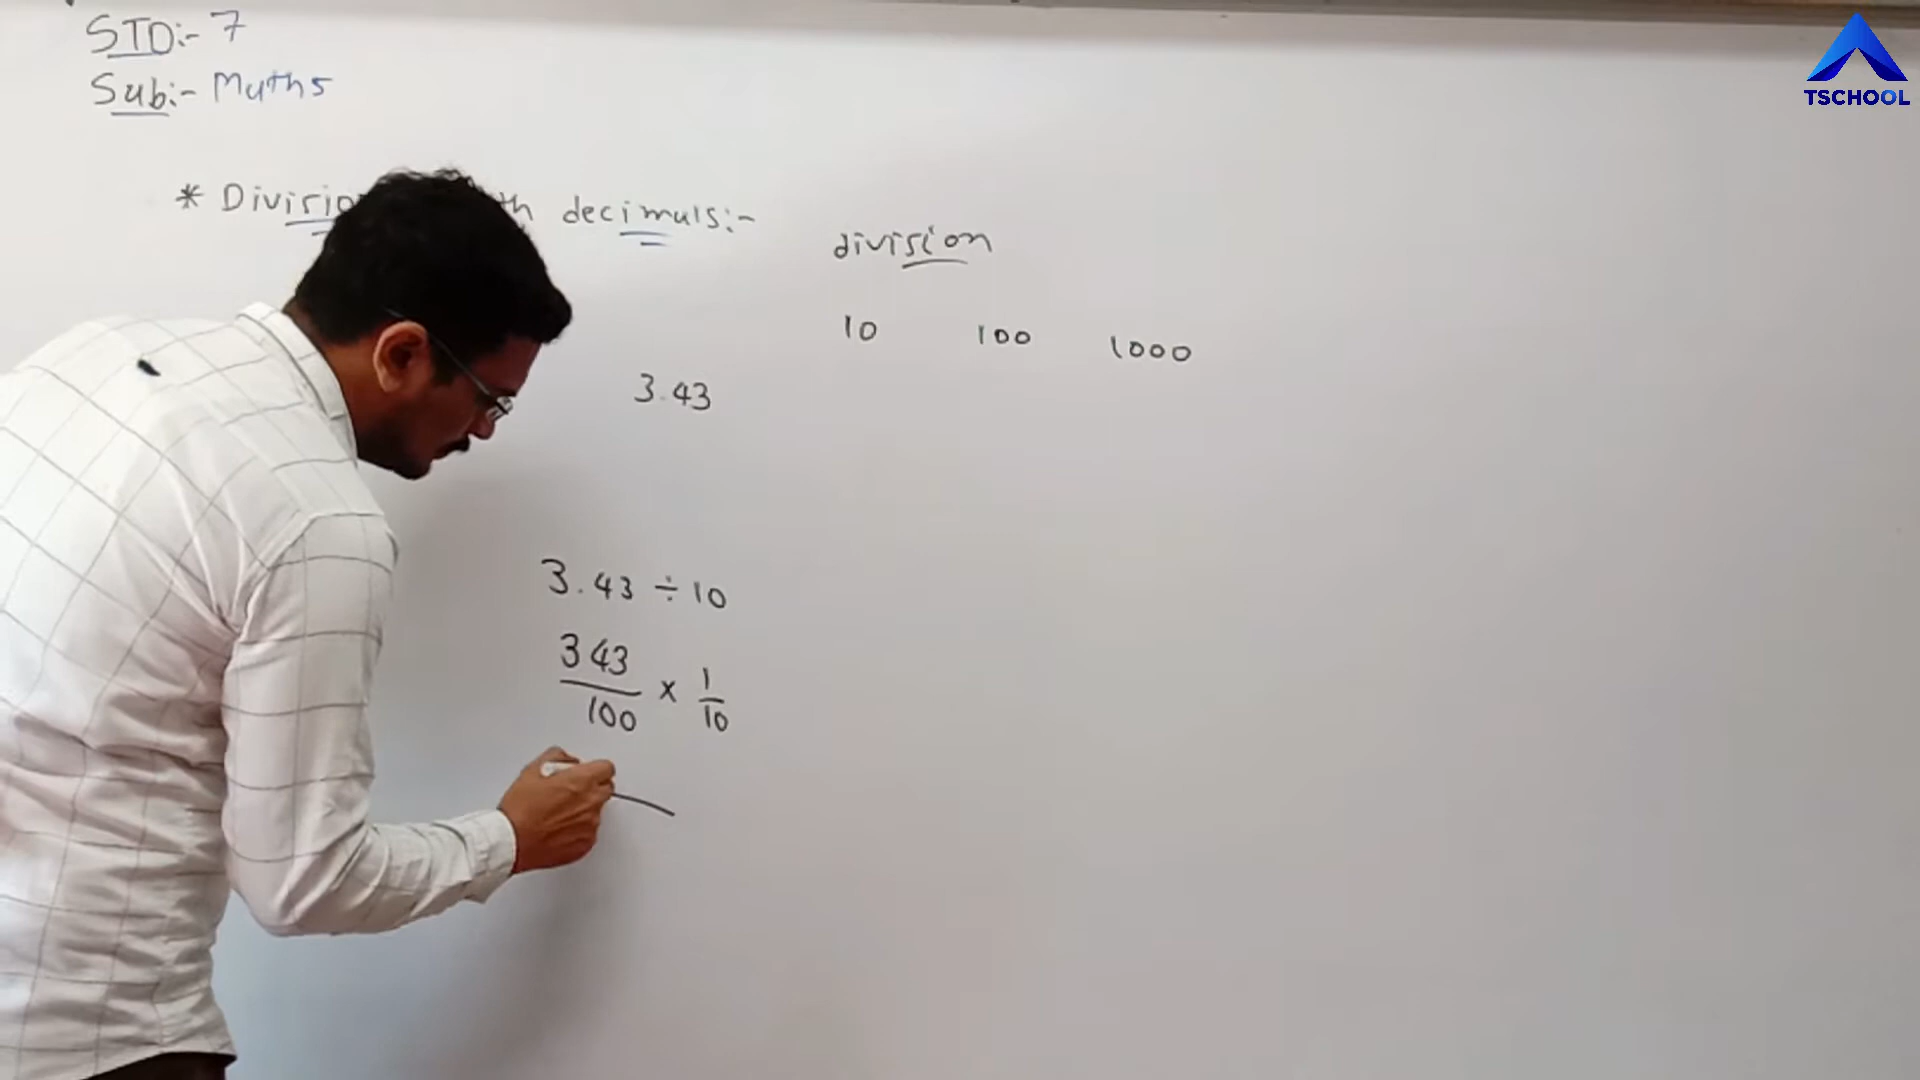 STD:- 7
Sub:- Maths
TSCHOOL
* Division decimals:-
division
10 100 1000
3.43
3.43 ÷ 10
343/100 × 1/10